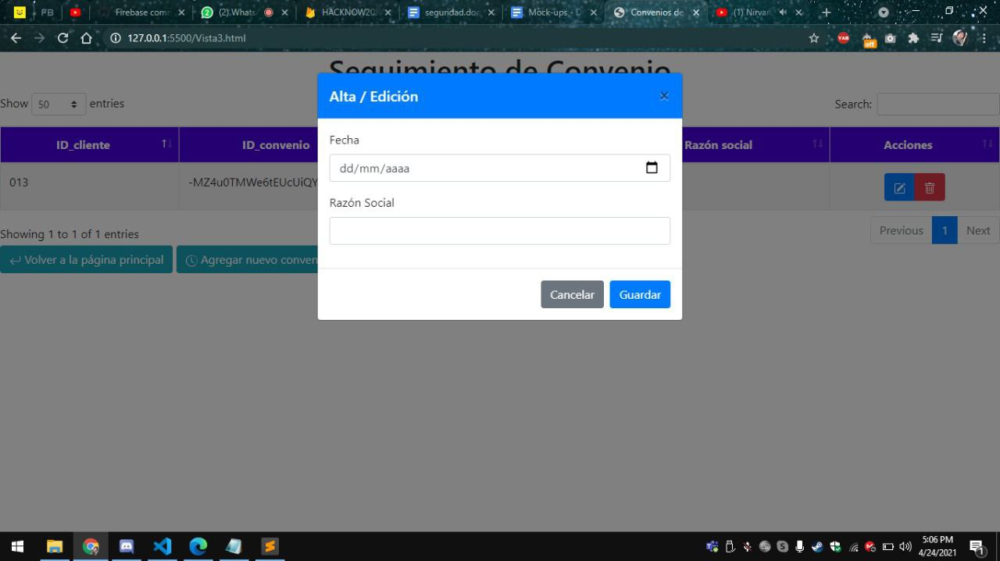 FB
Firebase comm
(2) Whats
HACKNOW20
seguridad.doc
Mock-ups - D
Convenios de
(1) Nirvan
127.0.0.1:5500/Vista3.html
Seguimiento de Convenio
Show 50 entries
Search:
Alta / Edición
×
ID_cliente
ID_convenio
Razón social
Acciones
013
-MZ4u0TMWe6tEUcUiQY
Fecha
dd/mm/aaaa
Razón Social
Cancelar
Guardar
Showing 1 to 1 of 1 entries
Previous
1
Next
Volver a la página principal
Agregar nuevo conven
5:06 PM
4/24/2021